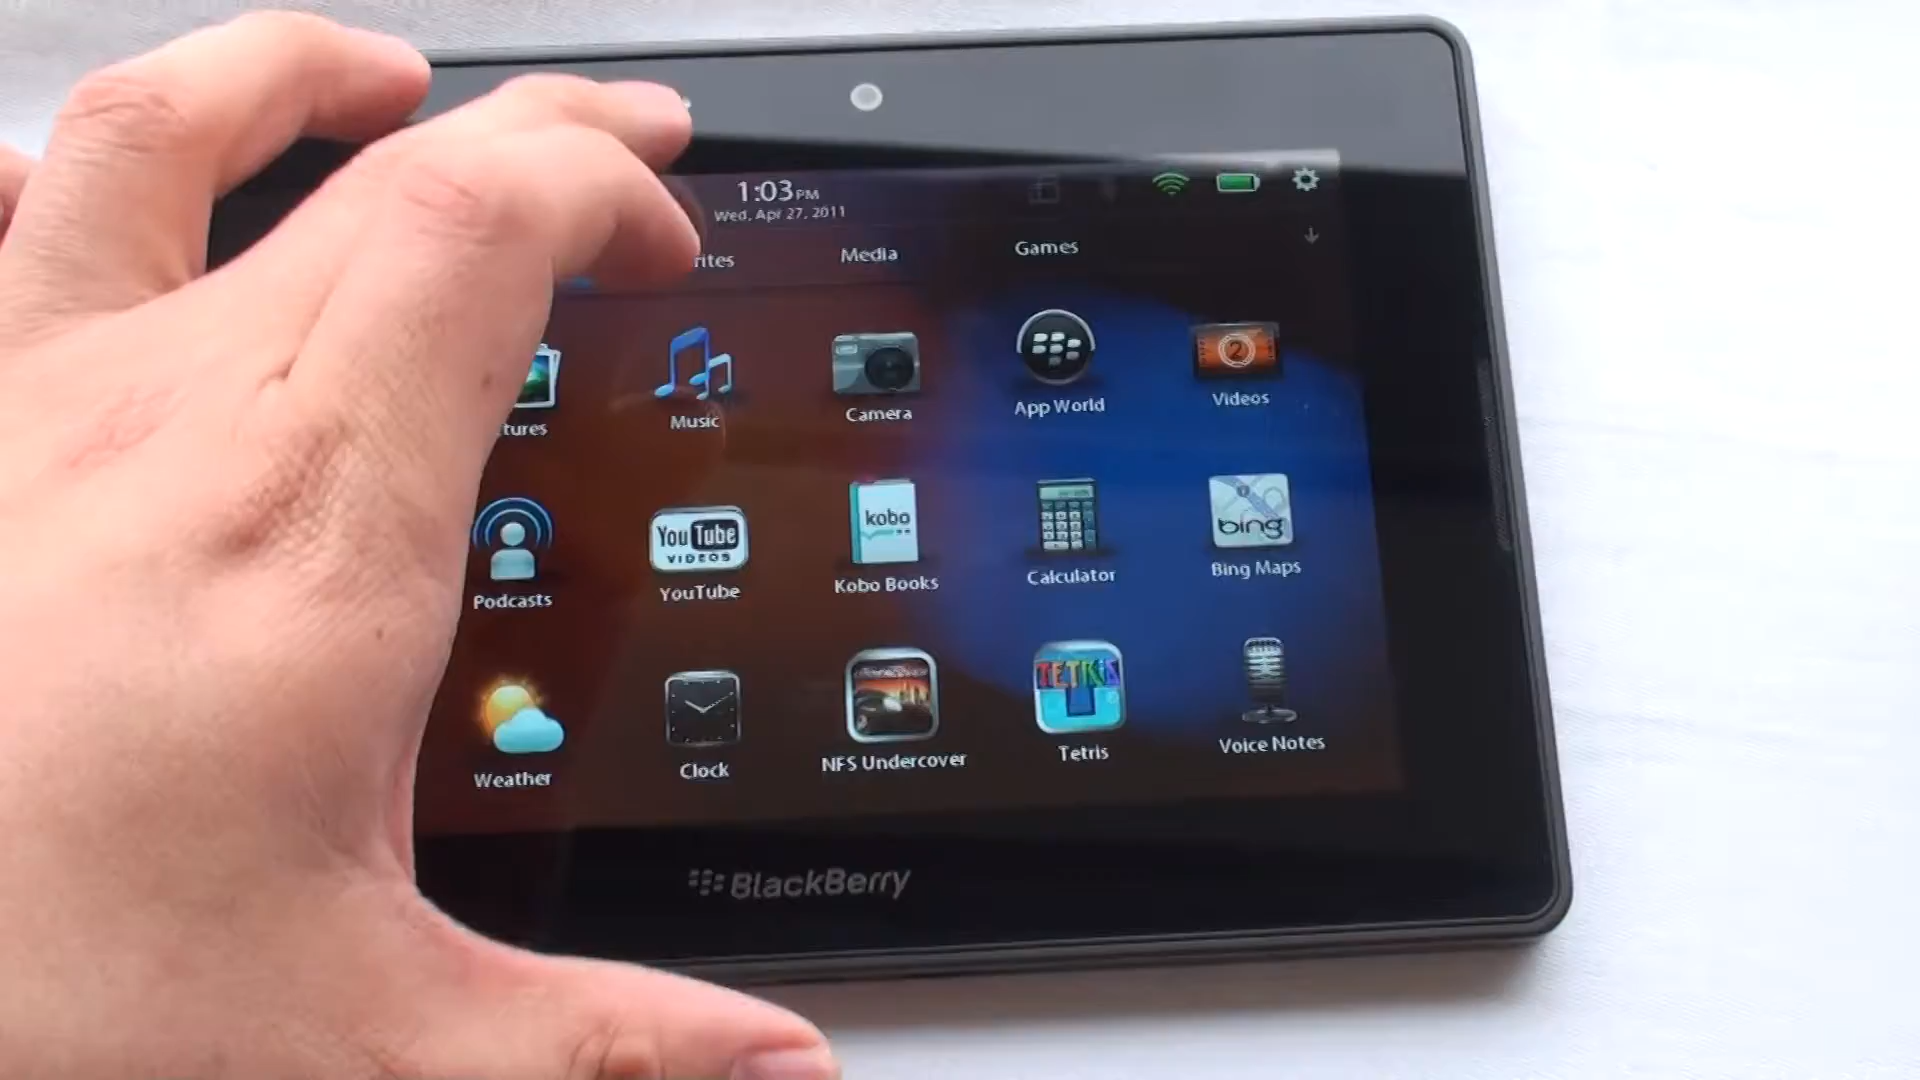 1:03PM
Wed, Apr 27, 2011
rites Media Games
tures Music Camera App World Videos
2
kobo
bing
YouTube
VIDEOS
Podcasts YouTube Kobo Books Calculator Bing Maps
TETRIS
Weather Clock NFS Undercover Tetris Voice Notes
BlackBerry